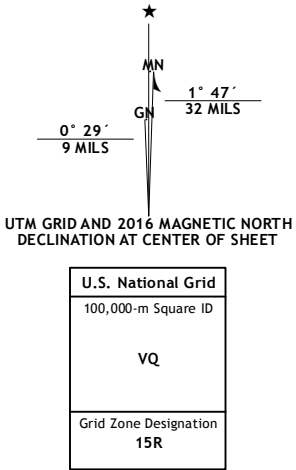 ★
MN
1° 47´
32 MILS
GN
0° 29´
9 MILS
UTM GRID AND 2016 MAGNETIC NORTH
DECLINATION AT CENTER OF SHEET
U.S. National Grid
100,000-m Square ID
VQ
Grid Zone Designation
15R